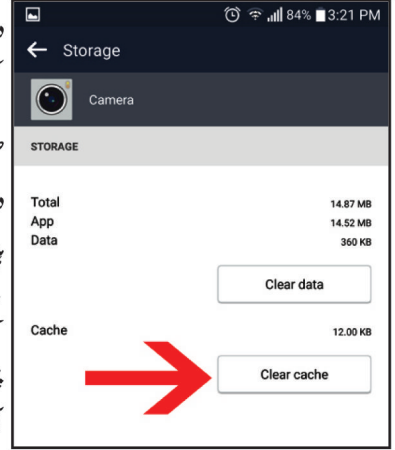 84% 3:21 PM
Storage
Camera
STORAGE
Total 14.87 MB
App 14.52 MB
Data 360 KB
Clear data
Cache 12.00 KB
Clear cache